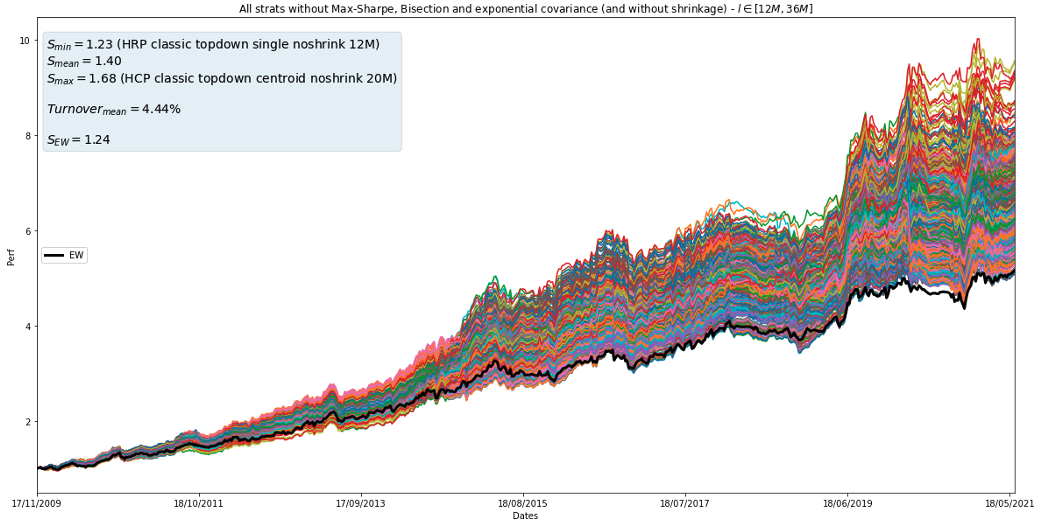 All strats without Max-Sharpe, Bisection and exponential covariance (and without shrinkage) - l ∈ [12M, 36M]
10
8
6
4
2
Perf
S_min = 1.23 (HRP classic topdown single noshrink 12M)
S_mean = 1.40
S_max = 1.68 (HCP classic topdown centroid noshrink 20M)
Turnover_mean = 4.44%
S_EW = 1.24
EW
17/11/2009 18/10/2011 17/09/2013 18/08/2015 18/07/2017 18/06/2019 18/05/2021
Dates